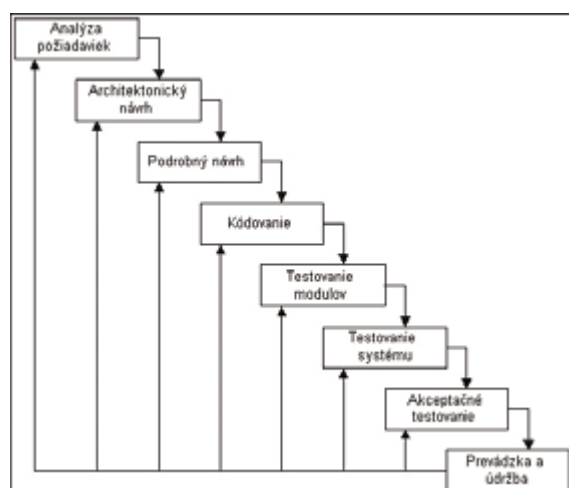 Analýza
požiadaviek
Architektonický
návrh
Podrobný návrh
Kódovanie
Testovanie
modulov
Testovanie
systému
Akceptačné
testovanie
Prevádzka a
údržba